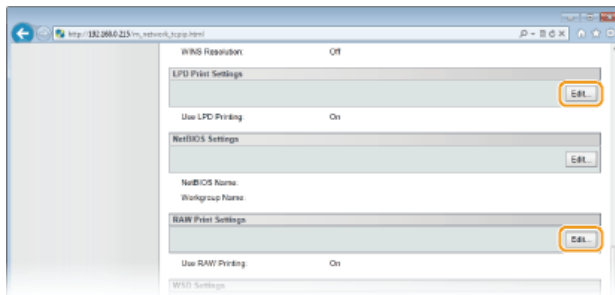 http://192.168.0.215/m_network_tcpip.html
WINS Resolution: Off
LPD Print Settings
Edit...
Use LPD Printing: On
NetBIOS Settings
Edit...
NetBIOS Name:
Workgroup Name:
RAW Print Settings
Edit...
Use RAW Printing: On
WSD Settings